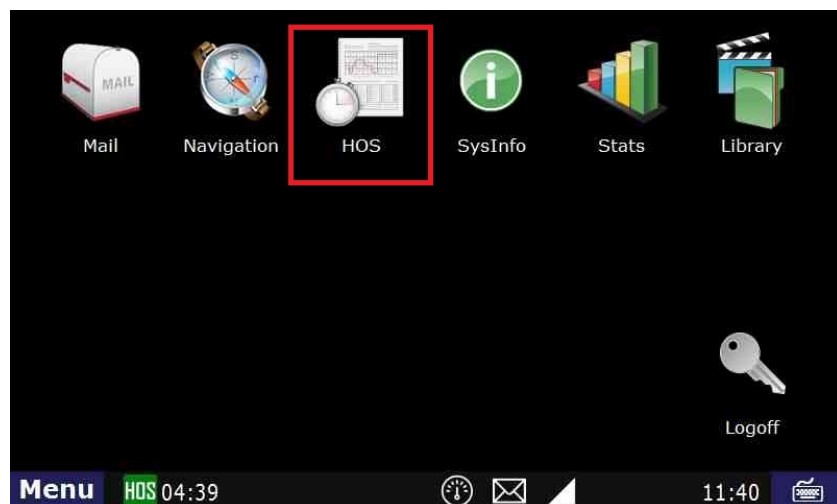 MAIL
Mail Navigation HOS SysInfo Stats Library
Logoff
Menu HOS 04:39 11:40